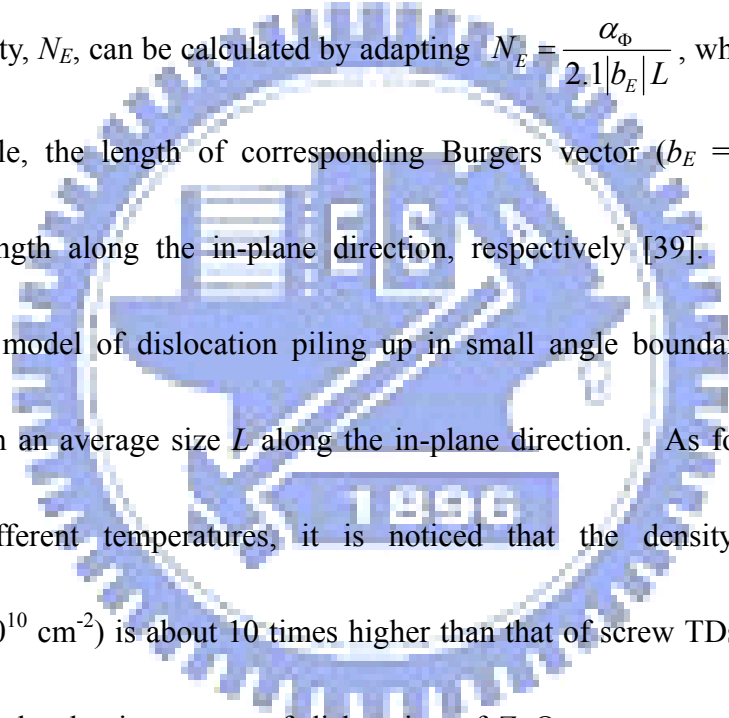 ty, N_E, can be calculated by adapting N_E = α_Φ / 2.1|b_E|L , wh
le, the length of corresponding Burgers vector (b_E =
ngth along the in-plane direction, respectively [39].
model of dislocation piling up in small angle boundar
n an average size L along the in-plane direction. As fo
fferent temperatures, it is noticed that the density
0^10 cm^-2) is about 10 times higher than that of screw TDs
1896